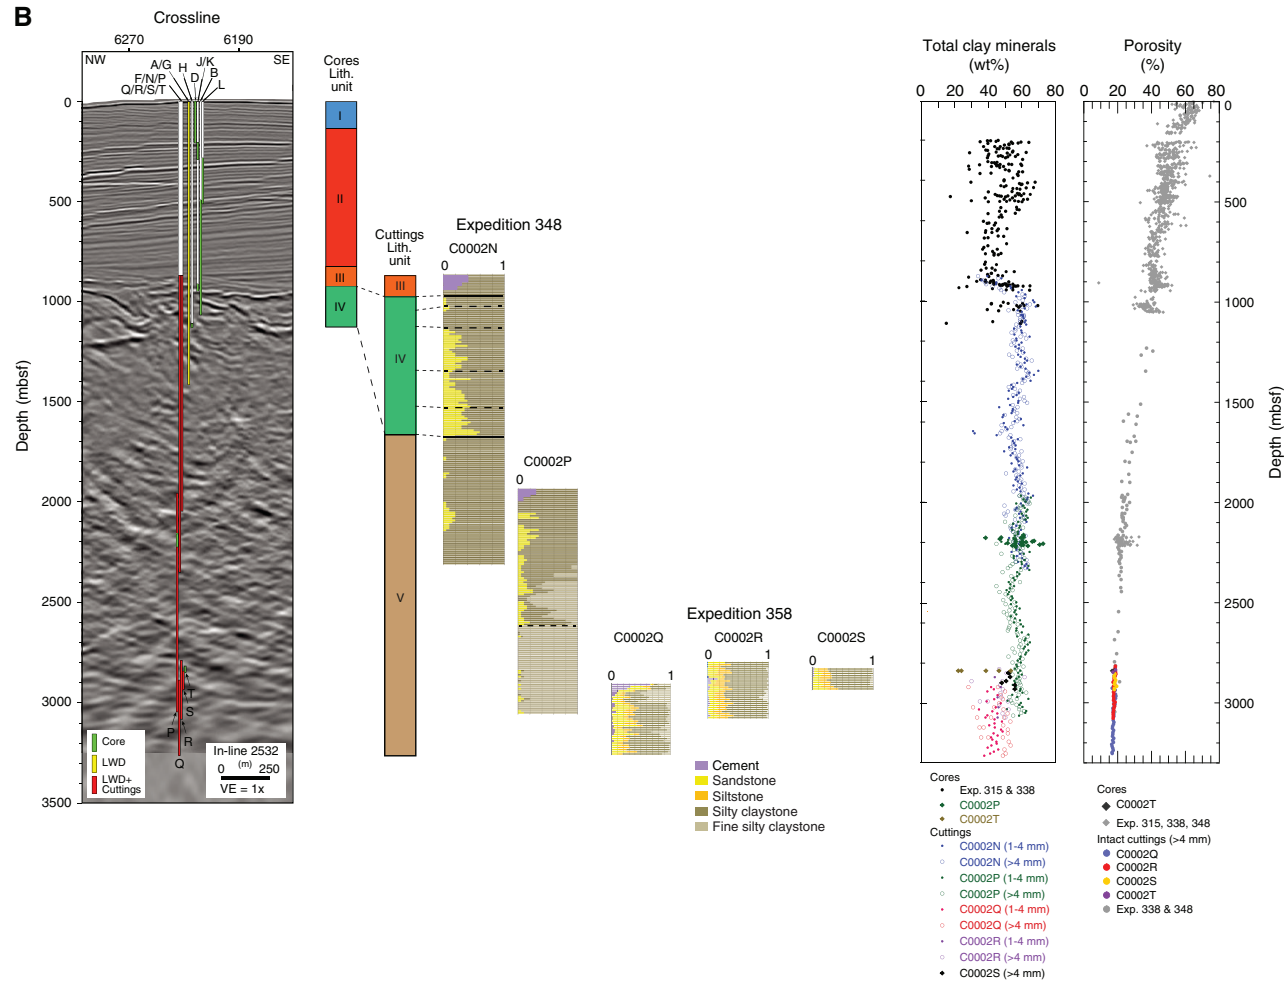 B
Crossline
6270
6190
NW
SE
A/G
H
J/K
F/N/P
D
B
Q/R/S/T
L
Depth (mbsf)
0
500
1000
1500
2000
2500
3000
3500
T
S
P
R
Q
Core
LWD
LWD+
Cuttings
In-line 2532
0 (m) 250
VE = 1x
Cores
Lith.
unit
I
II
III
IV
Cuttings
Lith.
unit
III
IV
V
Expedition 348
C0002N
0 1
C0002P
0
Expedition 358
C0002Q
0 1
C0002R
0 1
C0002S
0 1
Cement
Sandstone
Siltstone
Silty claystone
Fine silty claystone
Total clay minerals
(wt%)
0 20 40 60 80
Cores
Exp. 315 & 338
C0002P
C0002T
Cuttings
C0002N (1-4 mm)
C0002N (>4 mm)
C0002P (1-4 mm)
C0002P (>4 mm)
C0002Q (1-4 mm)
C0002Q (>4 mm)
C0002R (1-4 mm)
C0002R (>4 mm)
C0002S (>4 mm)
Porosity
(%)
0 20 40 60 80
0
500
1000
1500
2000
2500
3000
Depth (mbsf)
Cores
C0002T
Exp. 315, 338, 348
Intact cuttings (>4 mm)
C0002Q
C0002R
C0002S
C0002T
Exp. 338 & 348